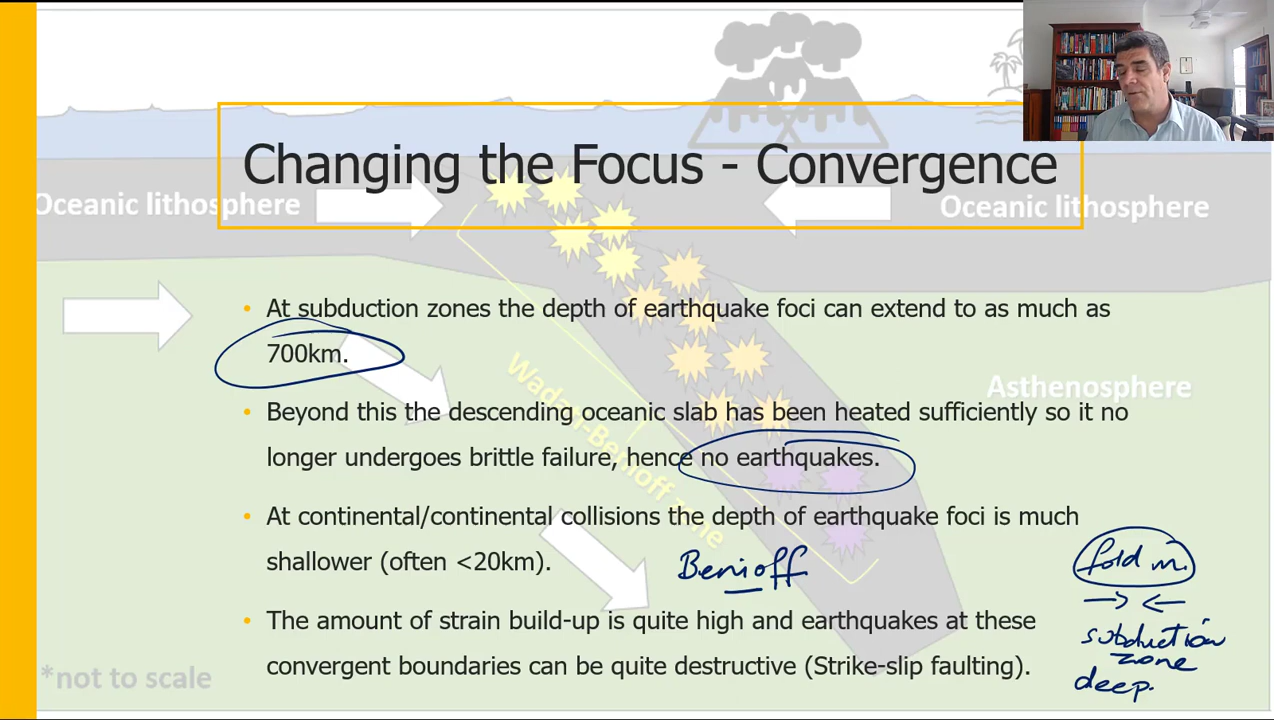 Changing the Focus - Convergence
Oceanic lithosphere
Oceanic lithosphere
• At subduction zones the depth of earthquake foci can extend to as much as
700km.
Asthenosphere
• Beyond this the descending oceanic slab has been heated sufficiently so it no
longer undergoes brittle failure, hence no earthquakes.
Wadati-Benioff zone
• At continental/continental collisions the depth of earthquake foci is much
shallower (often <20km).
Benioff
fold m.
→ ←
subduction
zone
deep.
• The amount of strain build-up is quite high and earthquakes at these
convergent boundaries can be quite destructive (Strike-slip faulting).
*not to scale